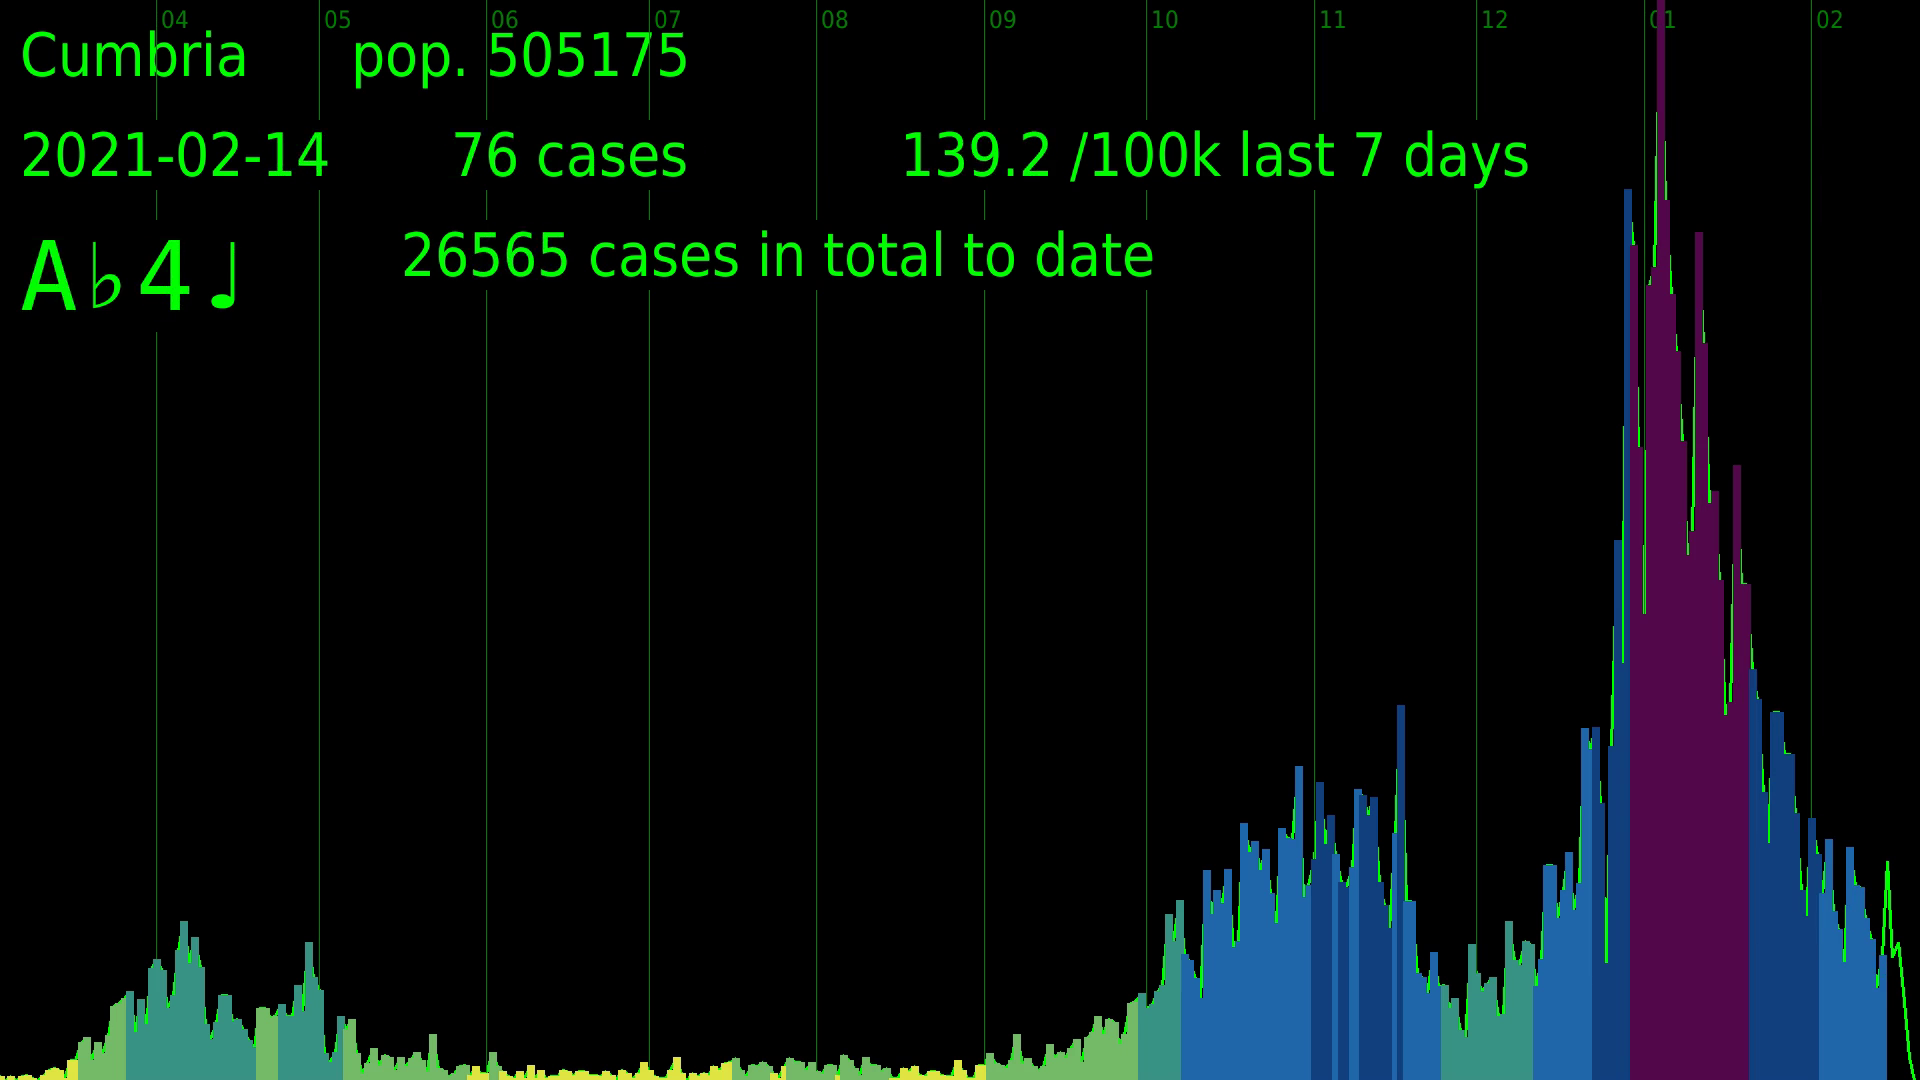 04 05 06 07 08 09 10 11 12 01 02
Cumbria pop. 505175
2021-02-14 76 cases 139.2 /100k last 7 days
A♭4♩ 26565 cases in total to date